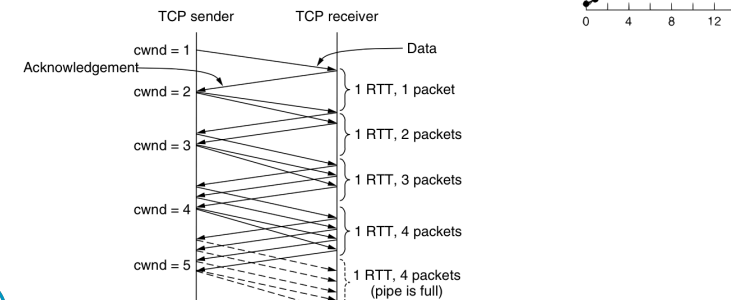 TCP sender
TCP receiver
0 4 8 12
cwnd = 1
Data
Acknowledgement
cwnd = 2
1 RTT, 1 packet
1 RTT, 2 packets
cwnd = 3
1 RTT, 3 packets
cwnd = 4
1 RTT, 4 packets
cwnd = 5
1 RTT, 4 packets
(pipe is full)